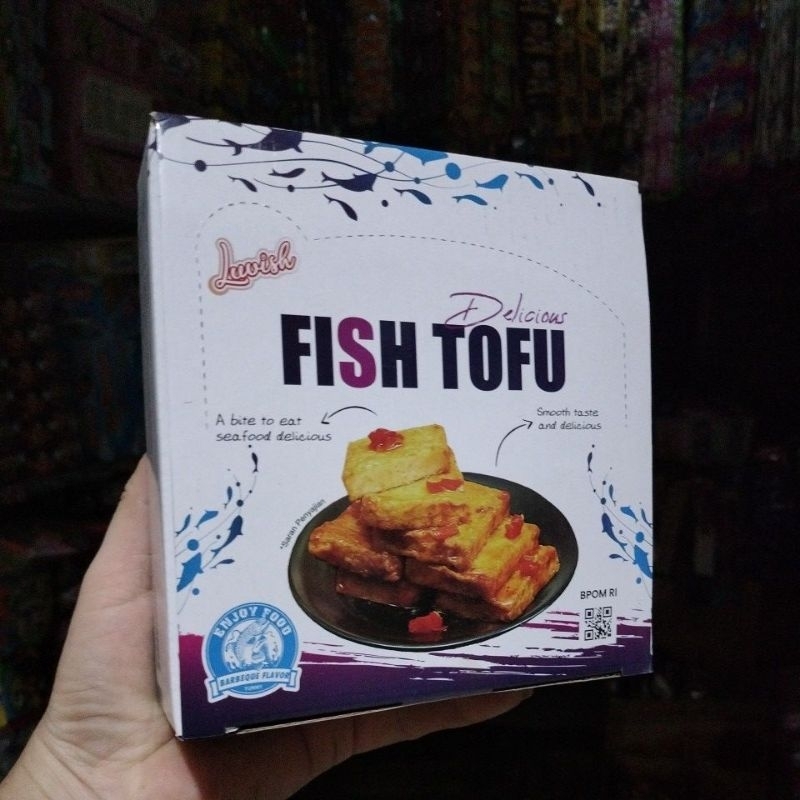 Luvish
Delicious
FISH TOFU
A bite to eat
seafood delicious
Smooth taste
and delicious
*Saran Penyajian
BPOM RI
ENJOY FOOD
BARBEQUE FLAVOR
YUMMY